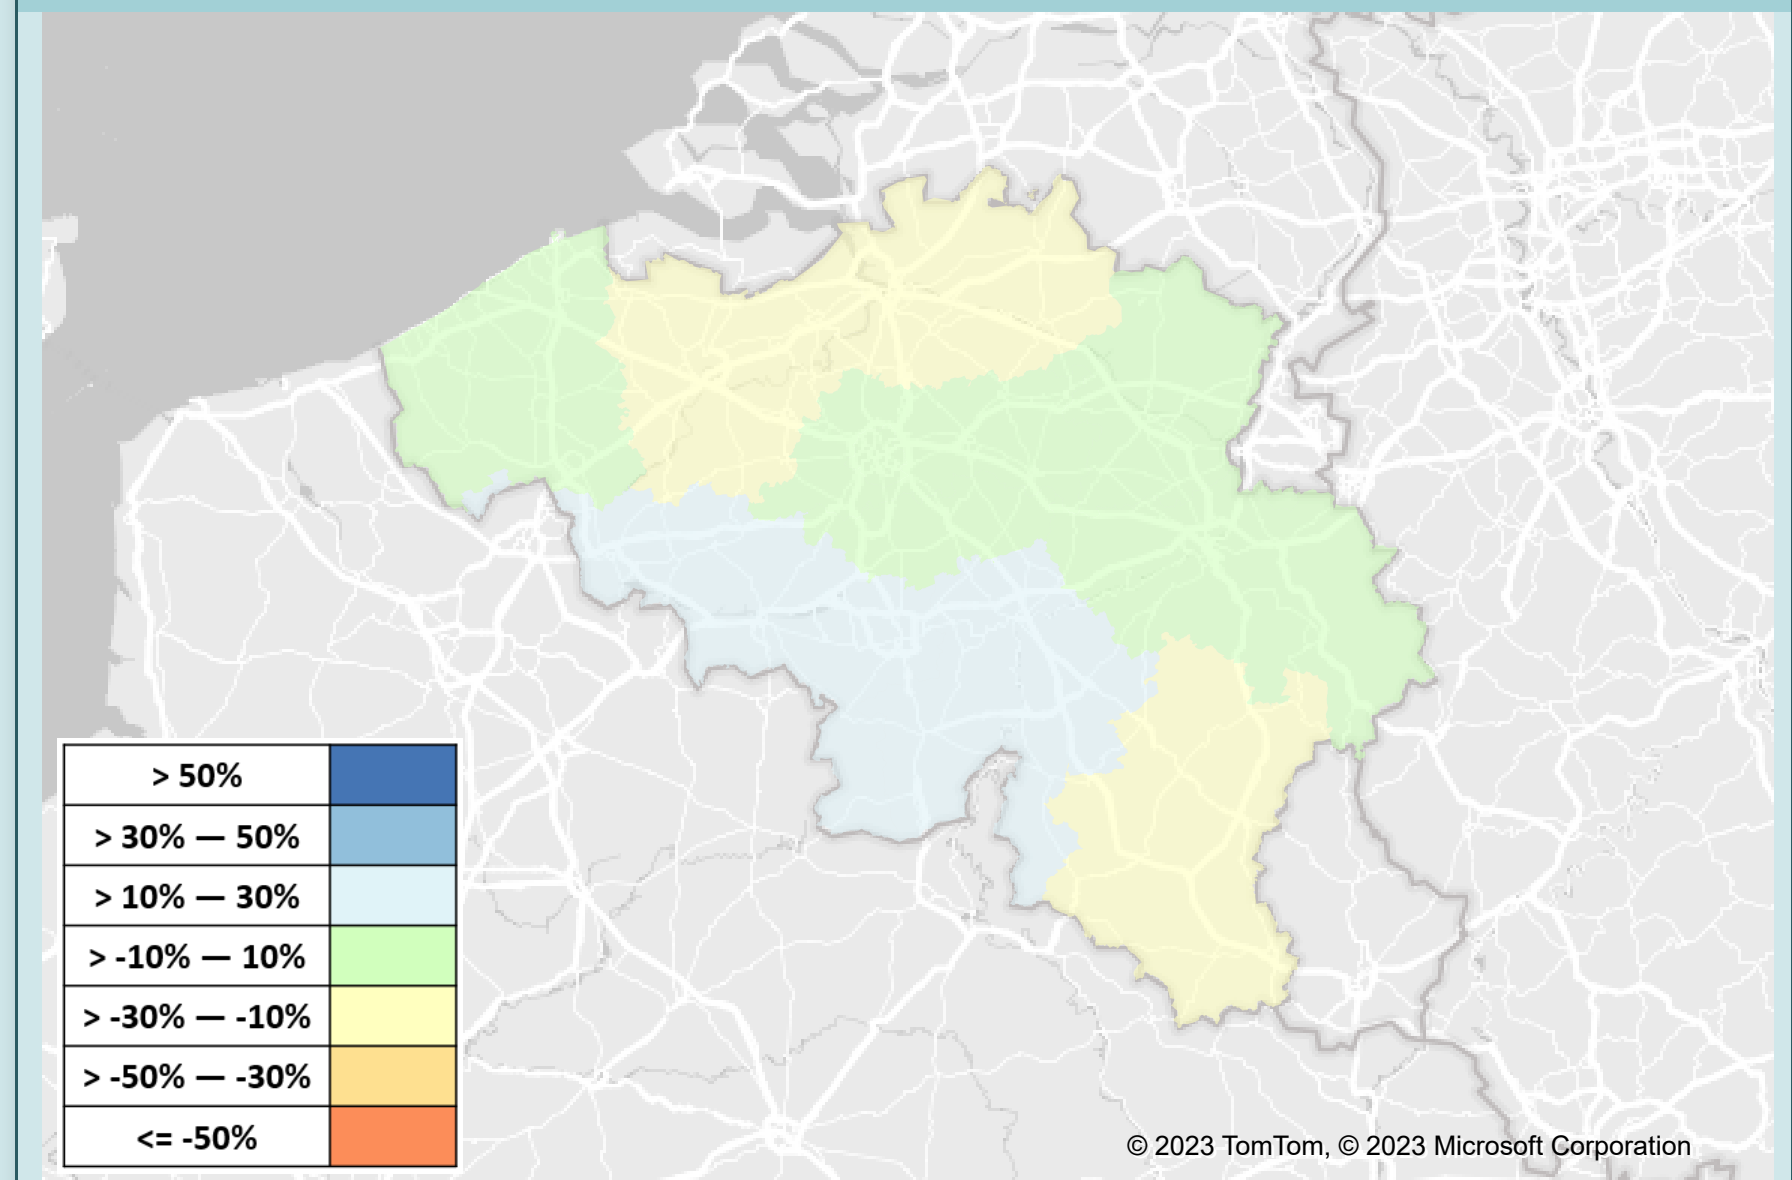 > 50%
> 30% — 50%
> 10% — 30%
> -10% — 10%
> -30% — -10%
> -50% — -30%
<= -50%
© 2023 TomTom, © 2023 Microsoft Corporation